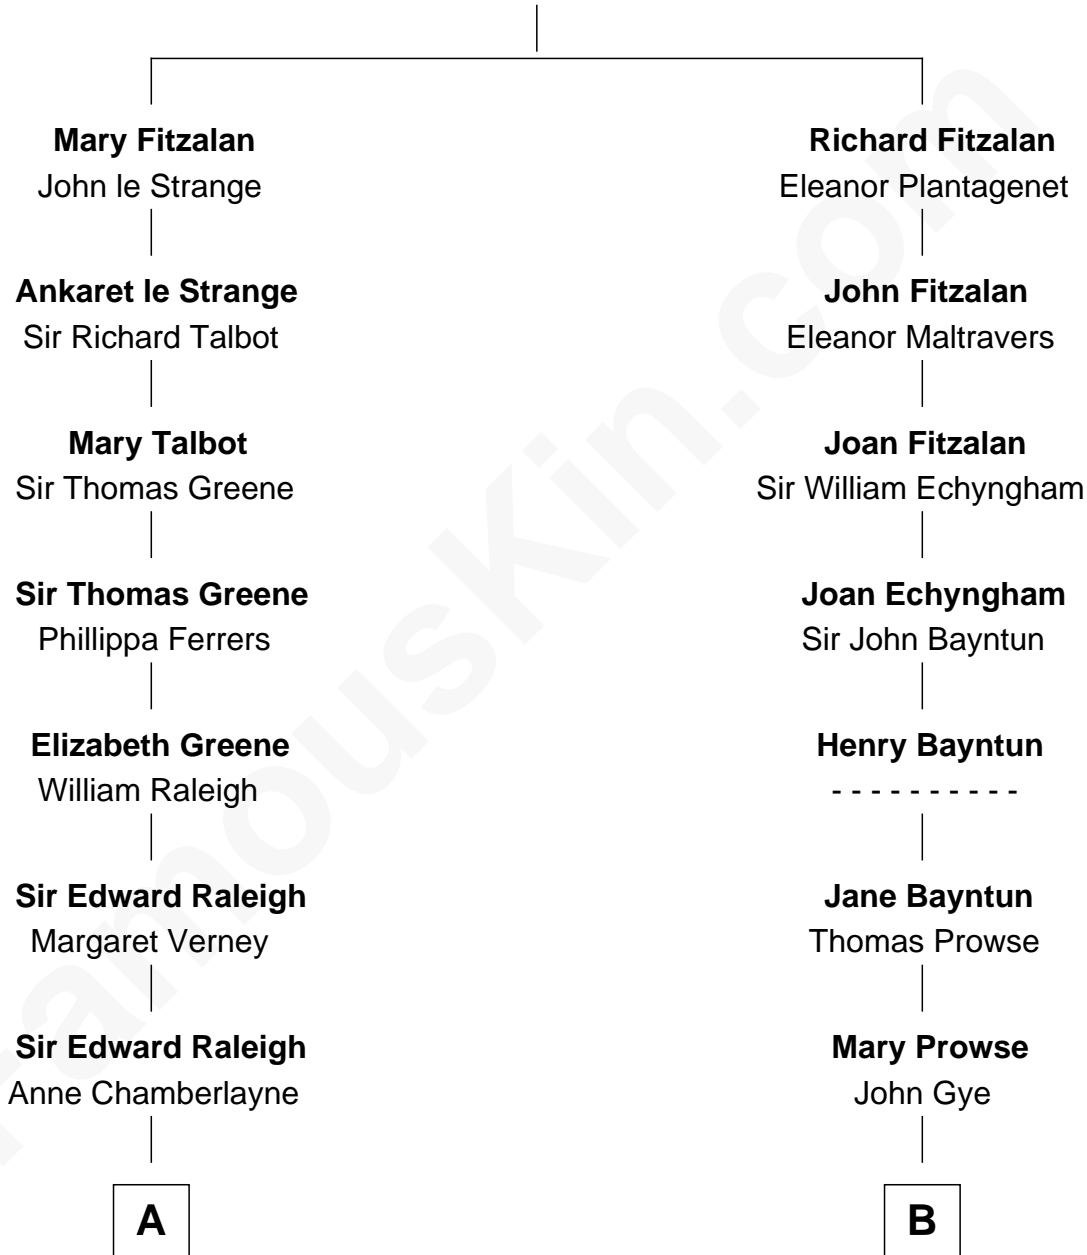 Mary Fitzalan
John le Strange
Ankaret le Strange
Sir Richard Talbot
Mary Talbot
Sir Thomas Greene
Sir Thomas Greene
Phillippa Ferrers
Elizabeth Greene
William Raleigh
Sir Edward Raleigh
Margaret Verney
Sir Edward Raleigh
Anne Chamberlayne
A
Richard Fitzalan
Eleanor Plantagenet
John Fitzalan
Eleanor Maltravers
Joan Fitzalan
Sir William Echyngham
Joan Echyngham
Sir John Bayntun
Henry Bayntun
- - - - - - - - - -
Jane Bayntun
Thomas Prowse
Mary Prowse
John Gye
B
FamousKin.com